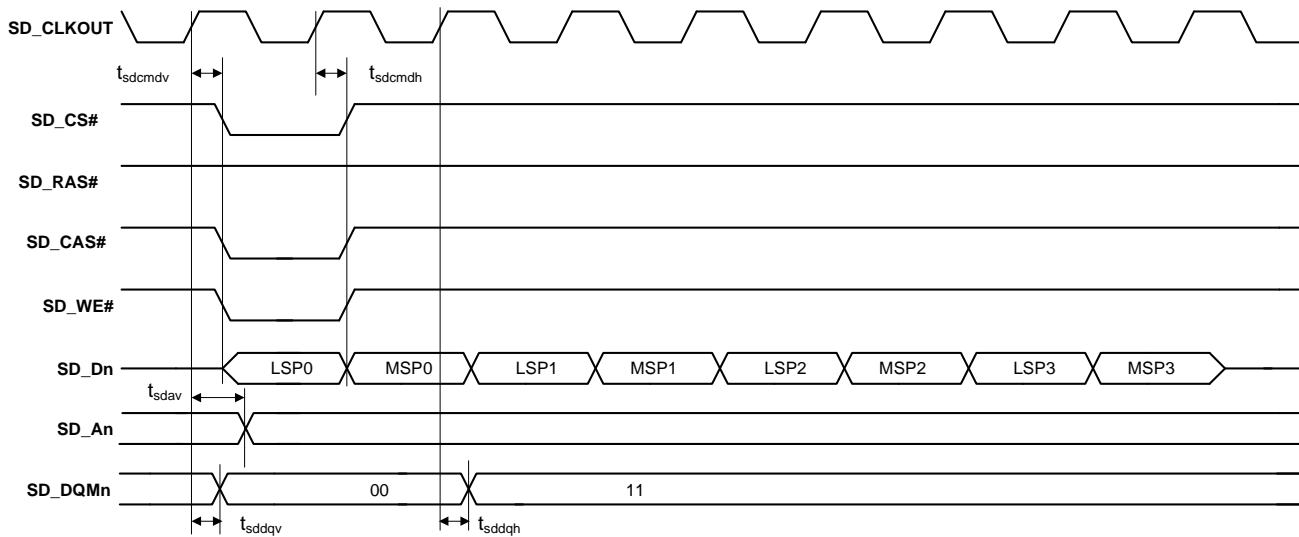 SD_CLKOUT
tsdcmdv
tsdcmdh
SD_CS#
SD_RAS#
SD_CAS#
SD_WE#
SD_Dn
LSP0 MSP0 LSP1 MSP1 LSP2 MSP2 LSP3 MSP3
tsdav
SD_An
SD_DQMn
00 11
tsddqv
tsddqh